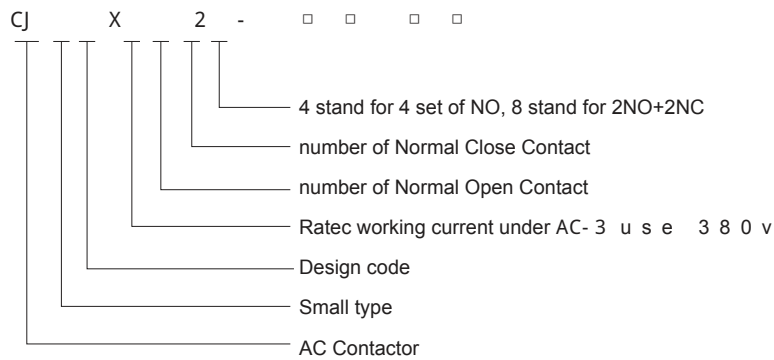 CJ X 2 - □ □ □ □
4 stand for 4 set of NO, 8 stand for 2NO+2NC
number of Normal Close Contact
number of Normal Open Contact
Ratec working current under AC-3 use 380v
Design code
Small type
AC Contactor